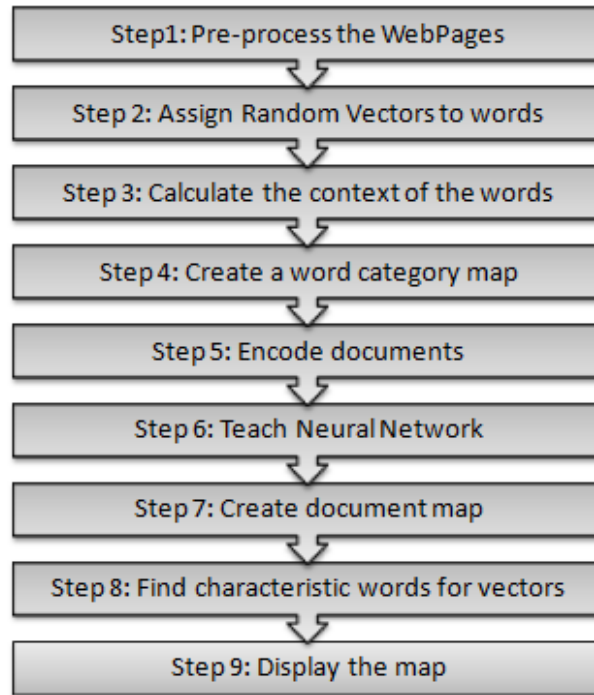 Step1: Pre-process the WebPages
Step 2: Assign Random Vectors to words
Step 3: Calculate the context of the words
Step 4: Create a word category map
Step 5: Encode documents
Step 6: Teach Neural Network
Step 7: Create document map
Step 8: Find characteristic words for vectors
Step 9: Display the map